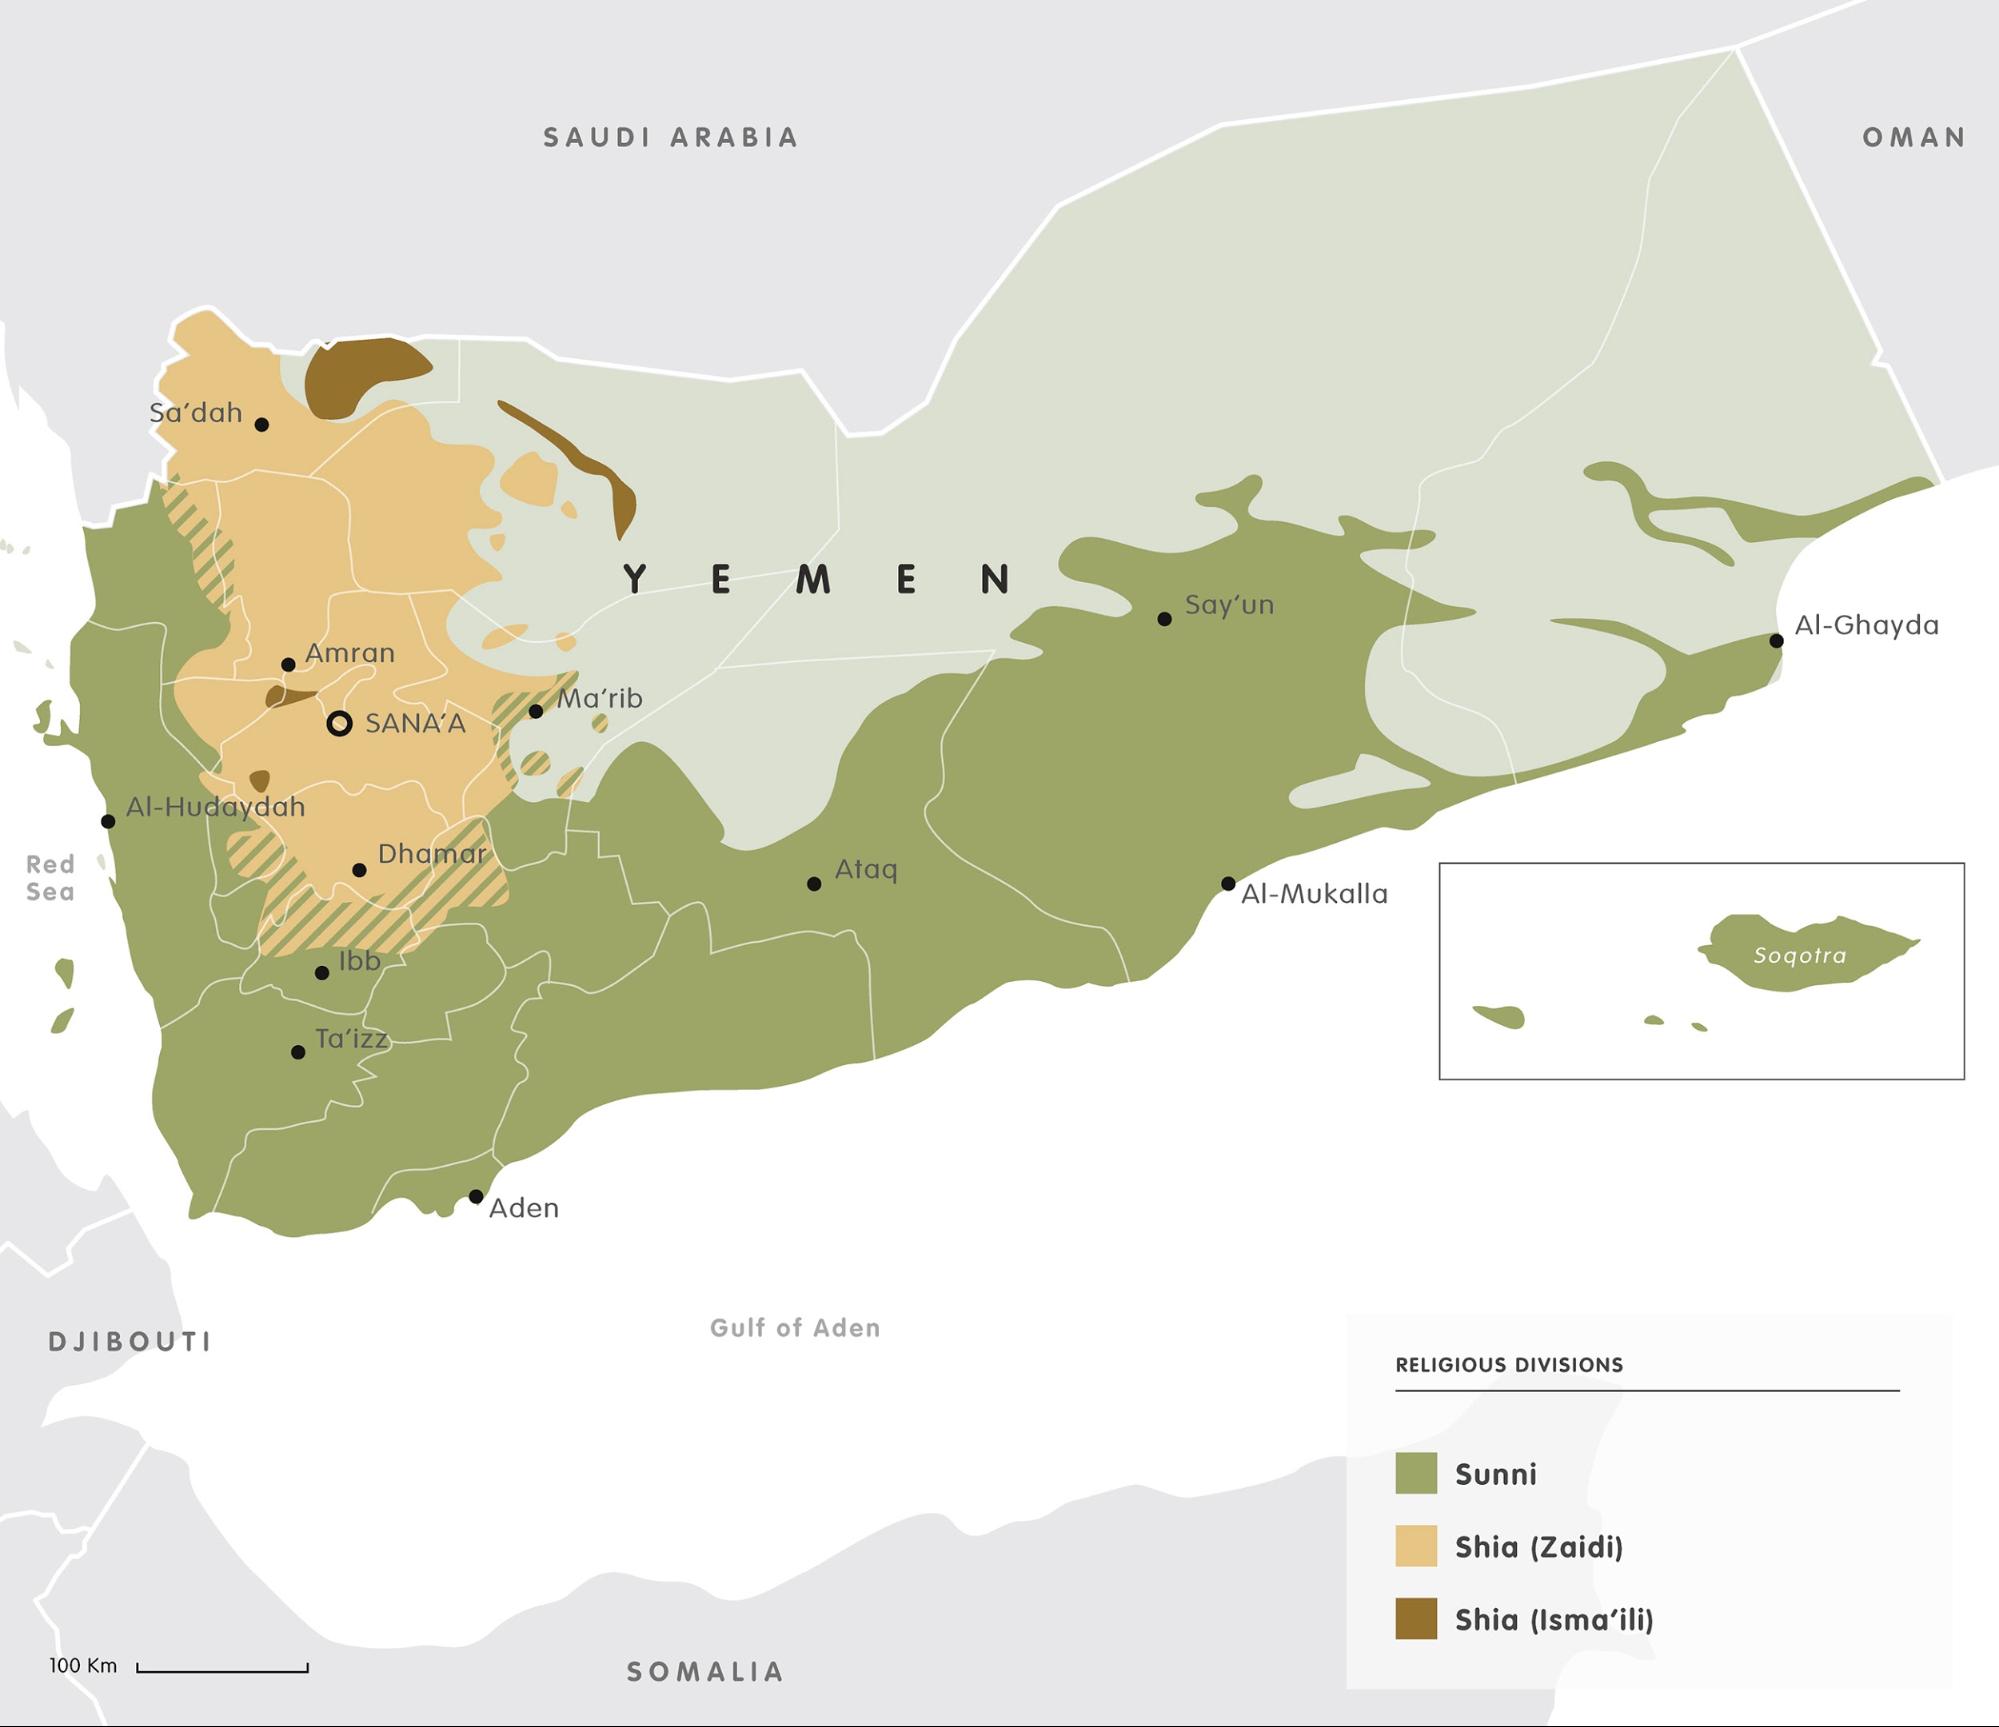 SAUDI ARABIA
OMAN
Sa’dah
YEMEN
Say’un
Al-Ghayda
Amran
Ma’rib
SANA’A
Al-Hudaydah
Dhamar
Red
Sea
Ataq
Al-Mukalla
Soqotra
Ibb
Ta’izz
Aden
Gulf of Aden
DJIBOUTI
RELIGIOUS DIVISIONS
Sunni
Shia (Zaidi)
Shia (Isma’ili)
100 Km
SOMALIA